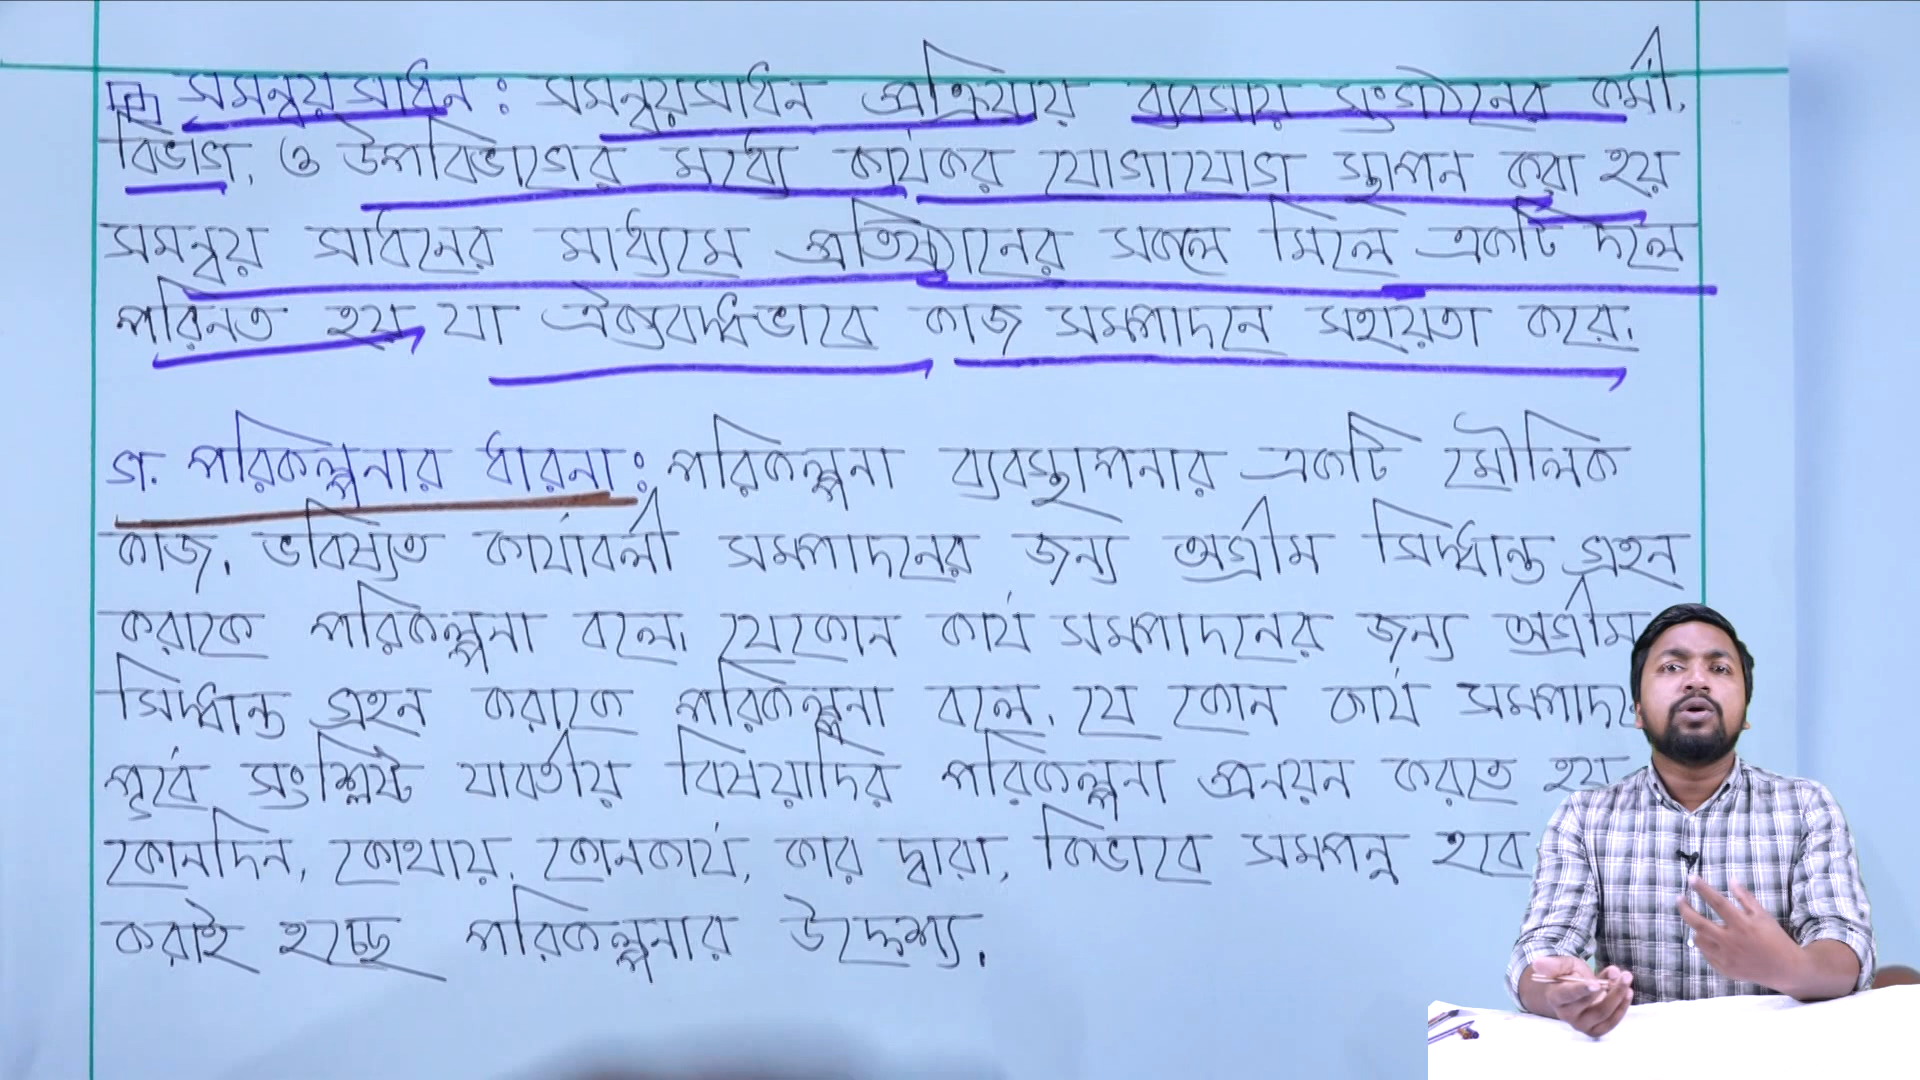 সমন্বয়সাধন : সমন্বয়সাধন প্রক্রিয়ায় ব্যবসায় সংগঠনের কর্মী,
বিভাগ, ও উপবিভাগের মধ্যে কার্যকর যোগাযোগ স্থাপন করা হয়
সমন্বয় সাধনের মাধ্যমে প্রতিষ্ঠানের সকলে মিলে একটি দলে
পরিনত হয় যা ঐক্যবদ্ধভাবে কাজ সম্পাদনে সহায়তা করে।
গ. পরিকল্পনার ধারনা : পরিকল্পনা ব্যবস্থাপনার একটি মৌলিক
কাজ. ভবিষ্যত কার্যাবলী সম্পাদনের জন্য অগ্রীম সিদ্ধান্ত গ্রহন
করাকে পরিকল্পনা বলে। যেকোন কার্য সম্পাদনের জন্য অগ্রীম
সিদ্ধান্ত গ্রহন করাকে পরিকল্পনা বলে. যে কোন কার্য
পূর্বে সংশ্লিষ্ট যাবতীয় বিষয়াদির পরিকল্পনা প্রনয়ন করতে হয়
কোনদিন, কোথায়, কোনকার্য, কার দ্বারা, কিভাবে সম্পন্ন হবে
করাই হচ্ছে পরিকল্পনার উদ্দেশ্য.